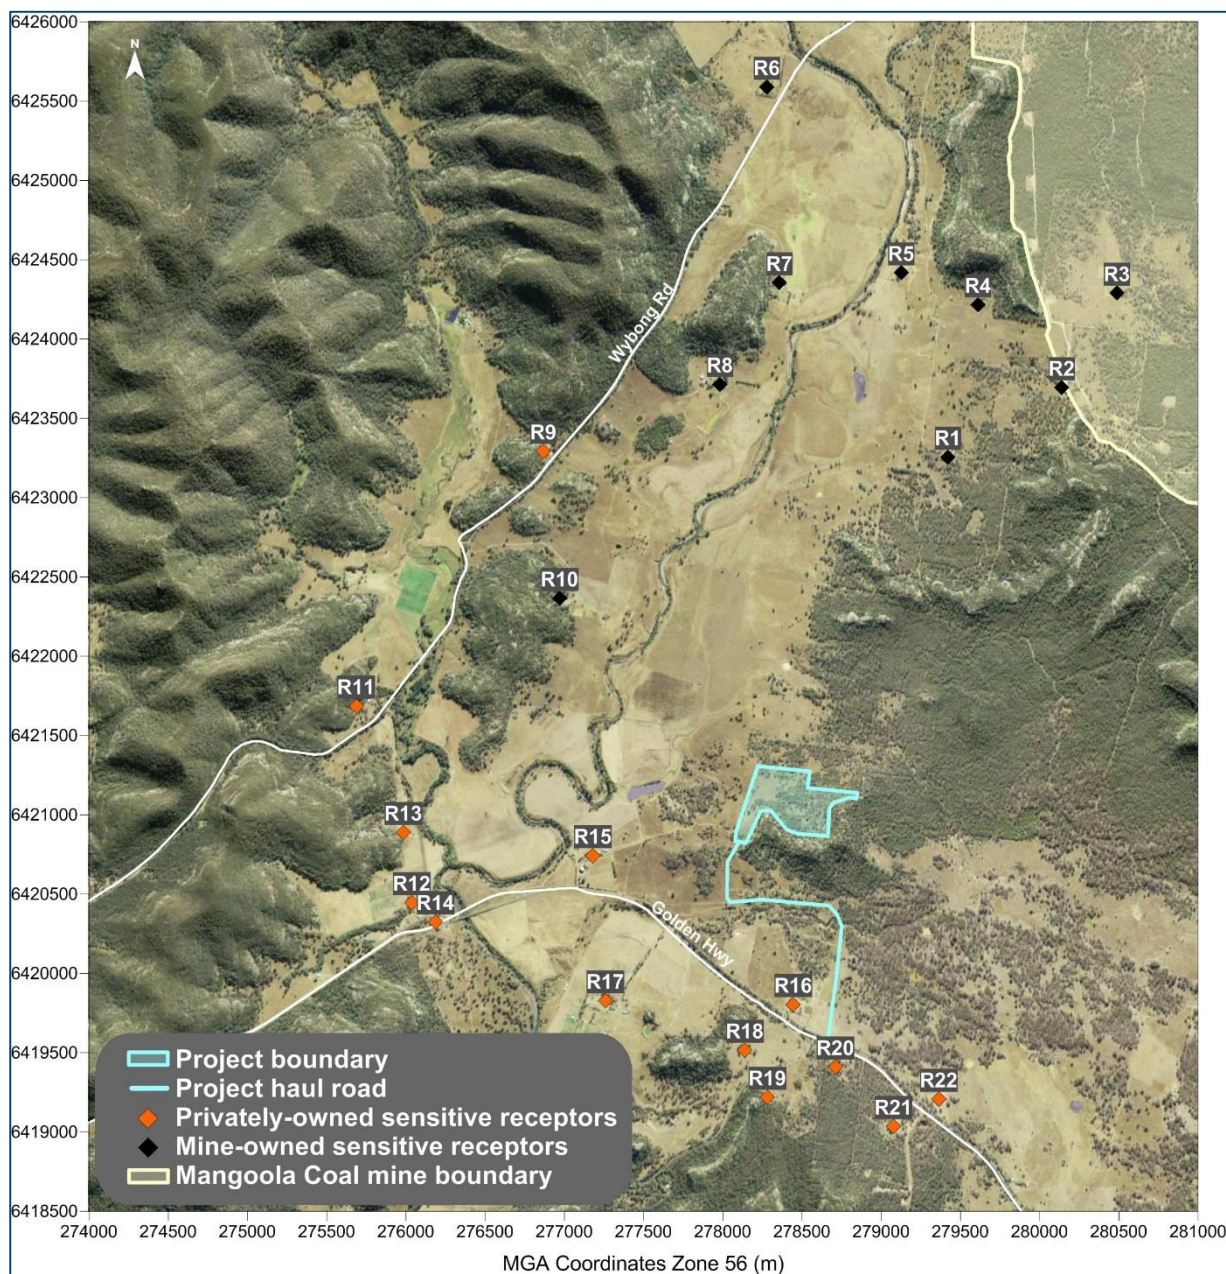 6426000
N
R6
6425500
6425000
6424500
R7
R5
R4
R3
Wybong Rd
6424000
R8
R2
6423500
R9
R1
6423000
6422500
R10
6422000
R11
6421500
6421000
R13
R15
R12
R14
6420500
Golden Hwy
6420000
R17
R16
6419500
R18
R20
R19
R22
R21
6419000
6418500
Project boundary
Project haul road
Privately-owned sensitive receptors
Mine-owned sensitive receptors
Mangoola Coal mine boundary
274000 274500 275000 275500 276000 276500 277000 277500 278000 278500 279000 279500 280000 280500 281000
MGA Coordinates Zone 56 (m)